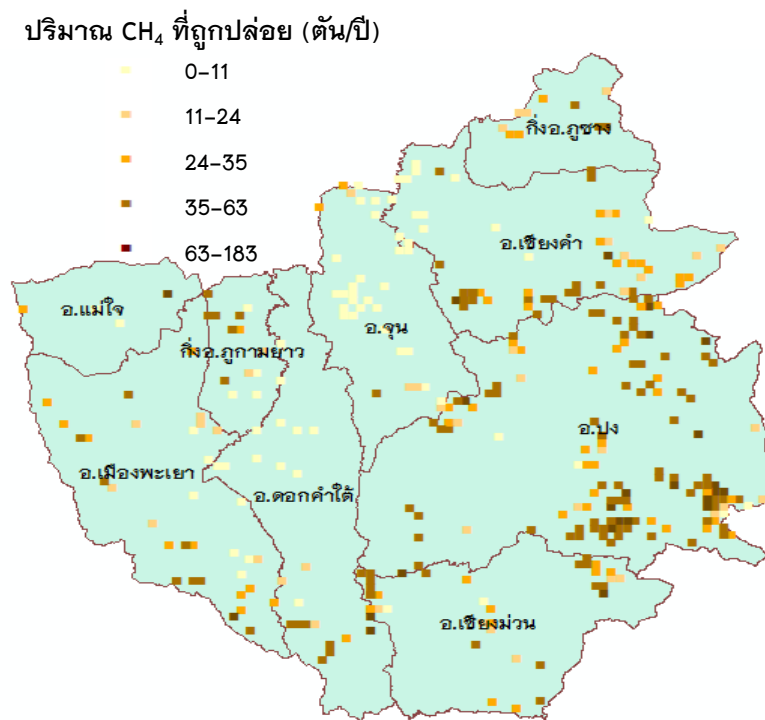 ปริมาณ CH₄ ที่ถูกปล่อย (ตัน/ปี)
0–11
11–24
24–35
35–63
63–183
กิ่งอ.ภูซาง
อ.เชียงคำ
อ.แม่ใจ
อ.จุน
กิ่งอ.ภูกามยาว
อ.ปง
อ.เมืองพะเยา
อ.ดอกคำใต้
อ.เชียงม่วน